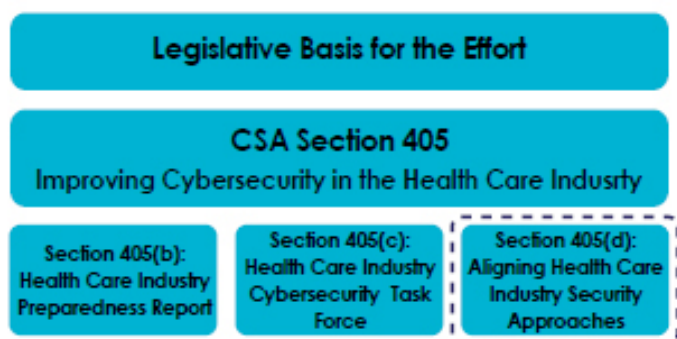 Legislative Basis for the Effort
CSA Section 405
Improving Cybersecurity in the Health Care Indusrty
Section 405(b):
Health Care Industry
Preparedness Report
Section 405(c):
Health Care Industry
Cybersecurity Task
Force
Section 405(d):
Aligning Health Care
Industry Security
Approaches